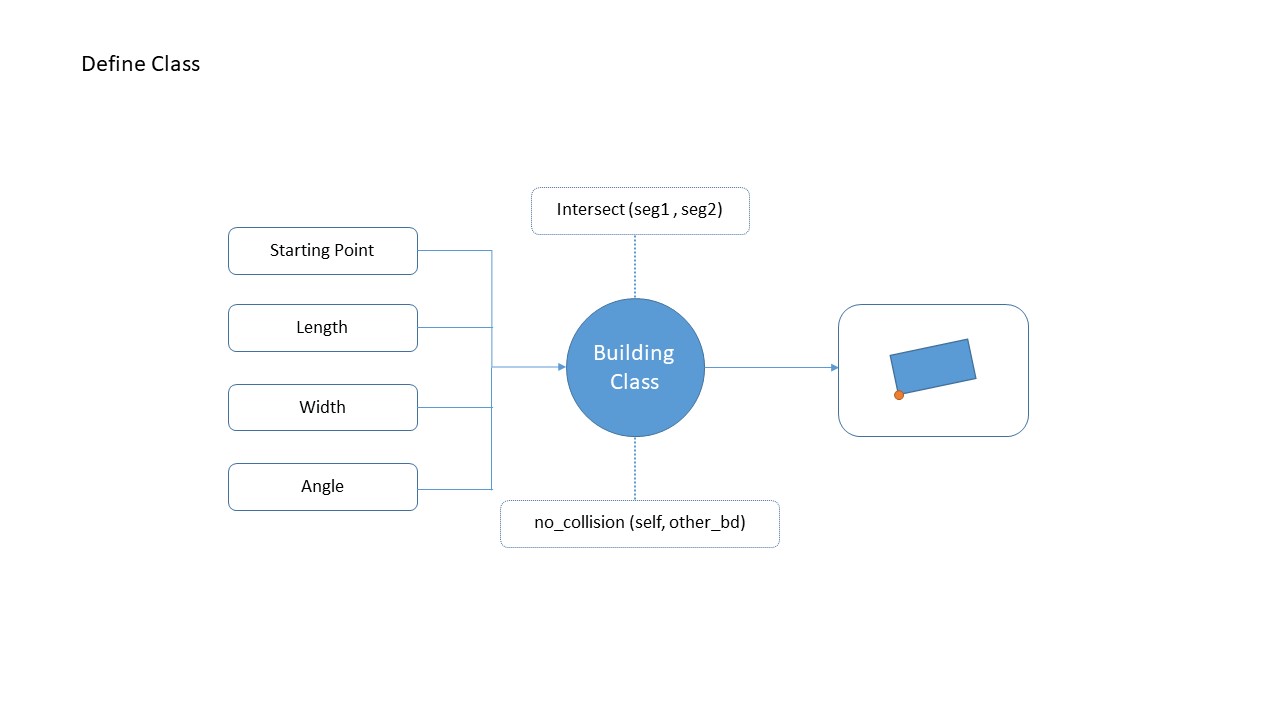 Define Class
Intersect (seg1 , seg2)
Starting Point
Length
Width
Angle
Building
Class
no_collision (self, other_bd)